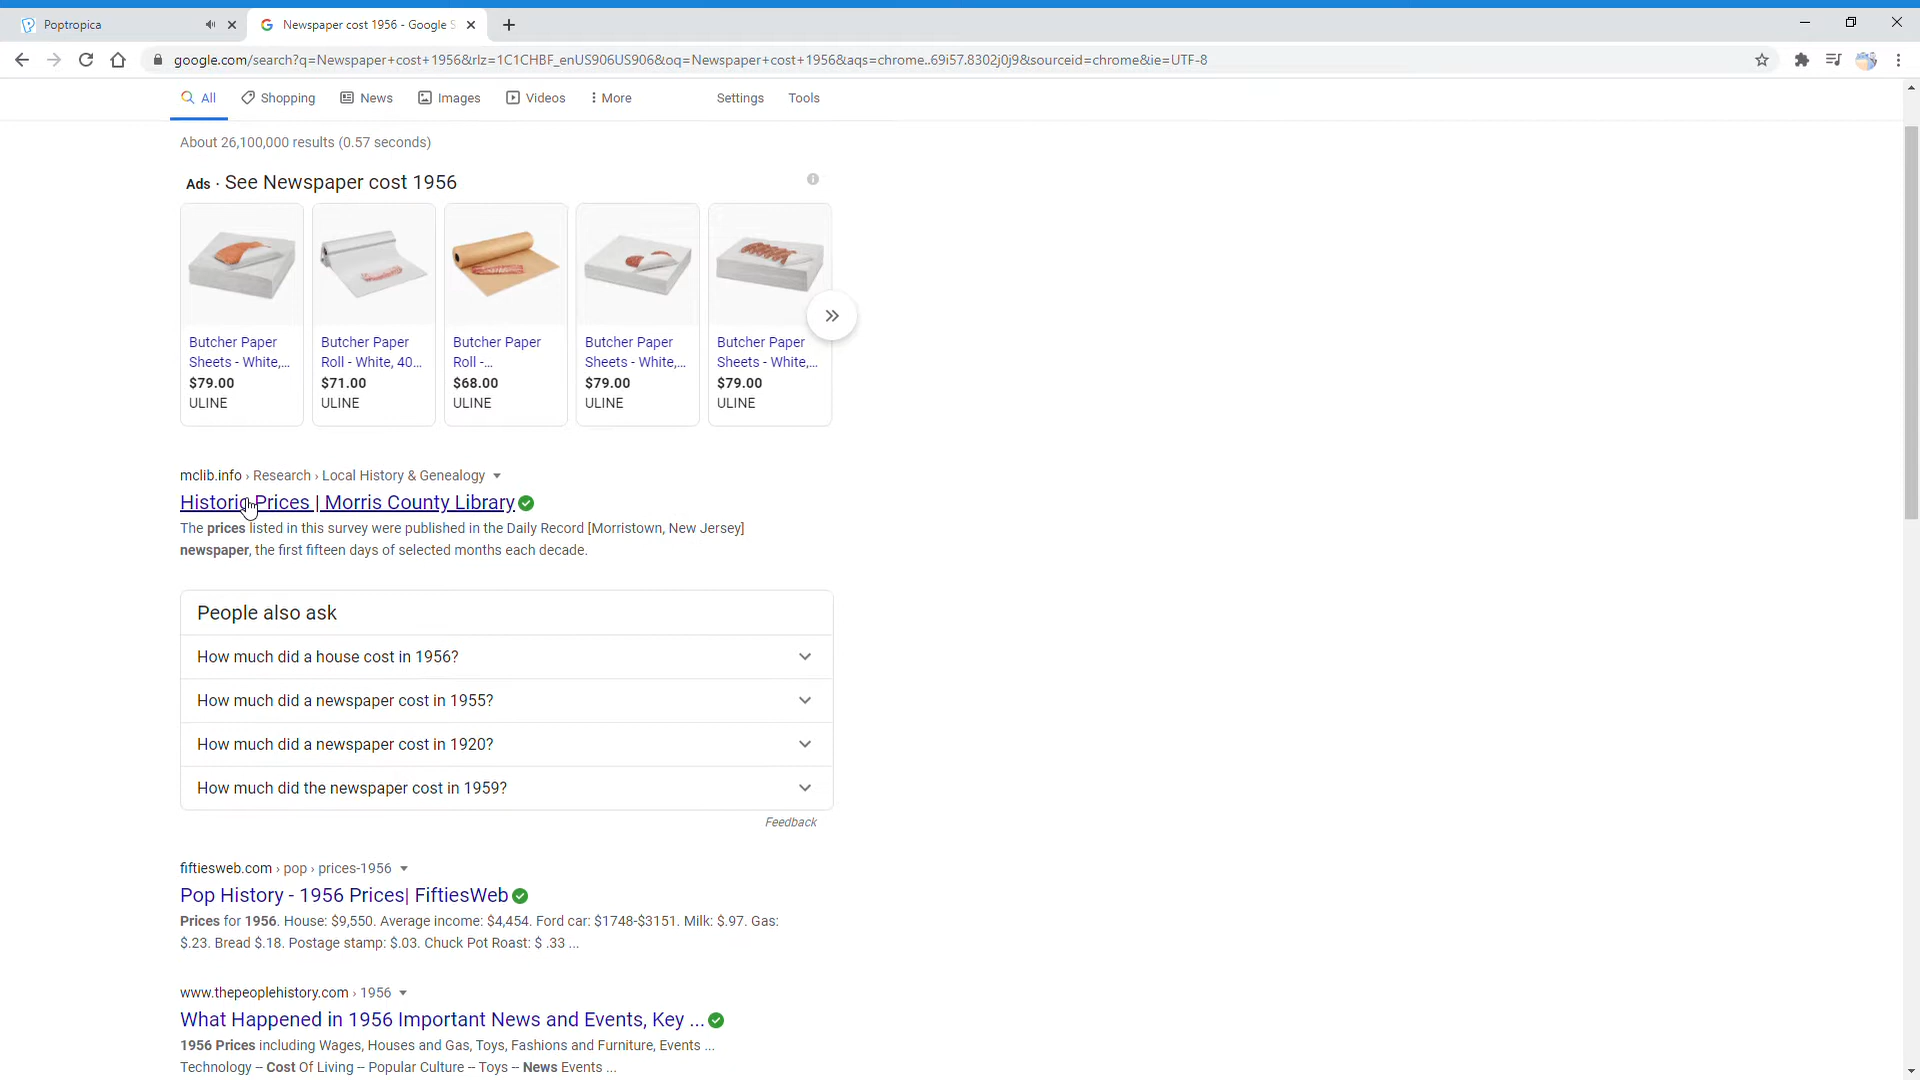 Poptropica
Newspaper cost 1956 - Google S
google.com/search?q=Newspaper+cost+1956&rlz=1C1CHBF_enUS906US906&oq=Newspaper+cost+1956&aqs=chrome..69i57.8302j0j9&sourceid=chrome&ie=UTF-8
All Shopping News Images Videos More Settings Tools
About 26,100,000 results (0.57 seconds)
Ads · See Newspaper cost 1956
Butcher Paper
Sheets - White,...
$79.00
ULINE
Butcher Paper
Roll - White, 40...
$71.00
ULINE
Butcher Paper
Roll -...
$68.00
ULINE
Butcher Paper
Sheets - White,...
$79.00
ULINE
Butcher Paper
Sheets - White,...
$79.00
ULINE
mclib.info › Research › Local History & Genealogy
Historic Prices | Morris County Library
The prices listed in this survey were published in the Daily Record [Morristown, New Jersey]
newspaper, the first fifteen days of selected months each decade.
People also ask
How much did a house cost in 1956?
How much did a newspaper cost in 1955?
How much did a newspaper cost in 1920?
How much did the newspaper cost in 1959?
Feedback
fiftiesweb.com › pop › prices-1956
Pop History - 1956 Prices| FiftiesWeb
Prices for 1956. House: $9,550. Average income: $4,454. Ford car: $1748-$3151. Milk: $.97. Gas:
$.23. Bread $.18. Postage stamp: $.03. Chuck Pot Roast: $ .33 ...
www.thepeoplehistory.com › 1956
What Happened in 1956 Important News and Events, Key ...
1956 Prices including Wages, Houses and Gas, Toys, Fashions and Furniture, Events ...
Technology -- Cost Of Living -- Popular Culture -- Toys -- News Events ...